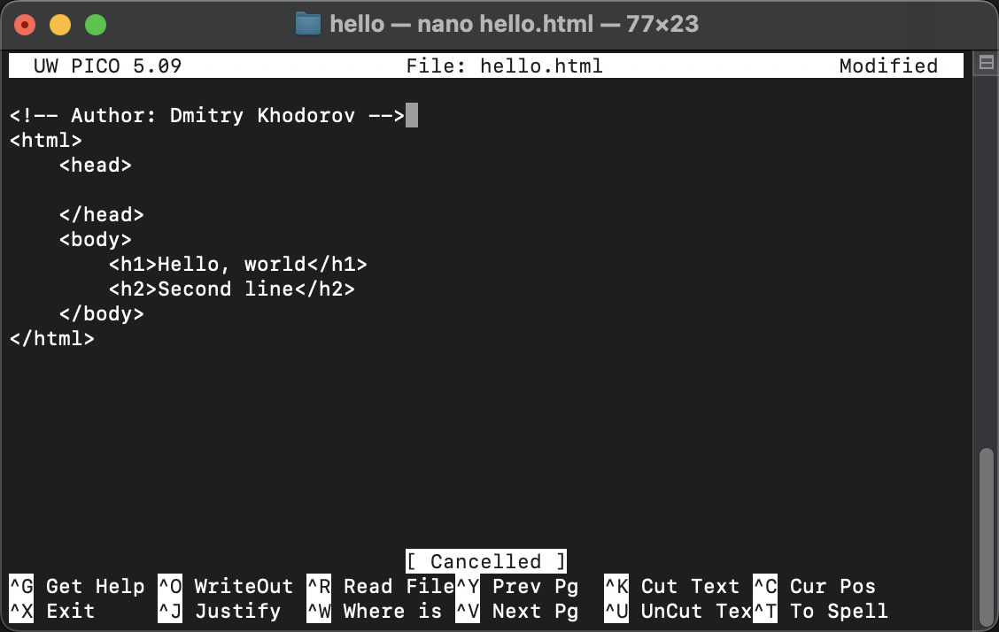 hello — nano hello.html — 77×23
UW PICO 5.09 File: hello.html Modified
<!-- Author: Dmitry Khodorov -->
<html>
    <head>
    </head>
    <body>
        <h1>Hello, world</h1>
        <h2>Second line</h2>
    </body>
</html>
[ Cancelled ]
^G Get Help ^O WriteOut ^R Read File ^Y Prev Pg ^K Cut Text ^C Cur Pos
^X Exit ^J Justify ^W Where is ^V Next Pg ^U UnCut Tex ^T To Spell